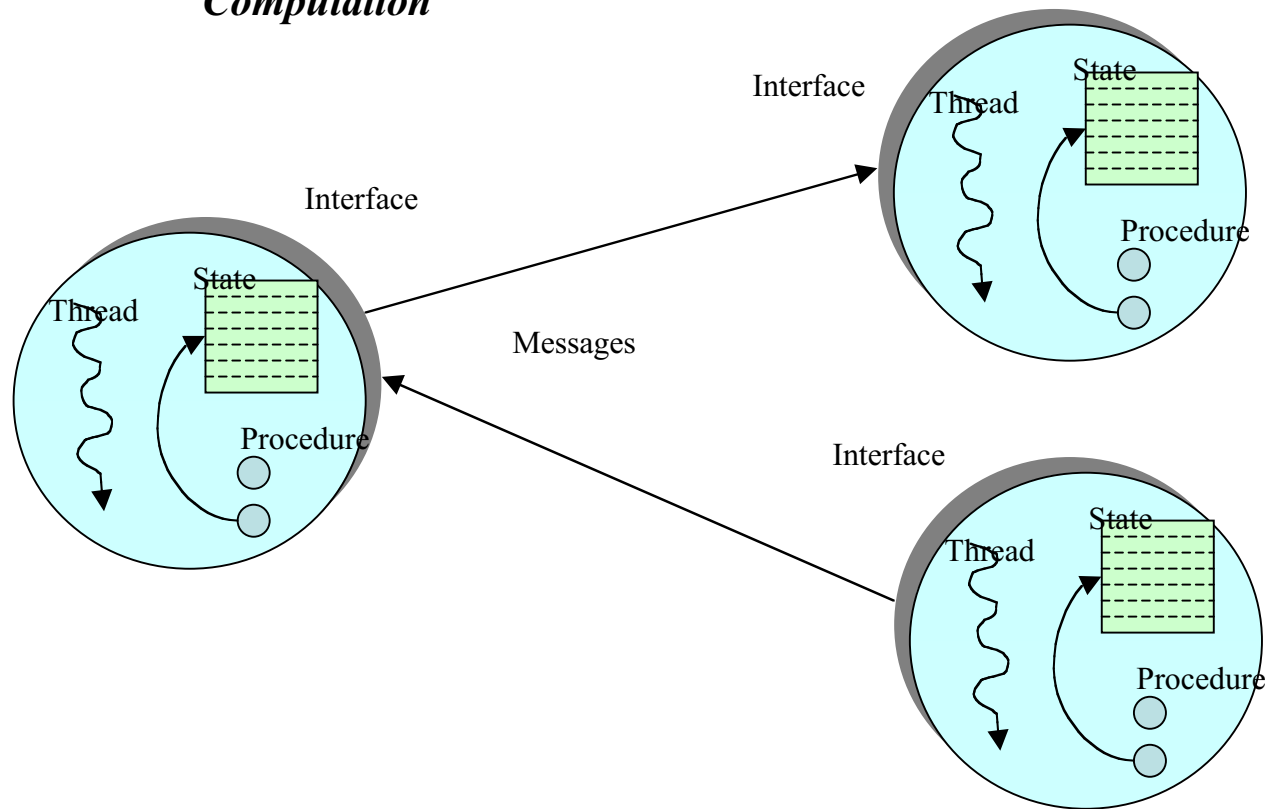 Computation
Interface
State
Thread
Procedure
Interface
State
Thread
Procedure
Messages
Interface
State
Thread
Procedure